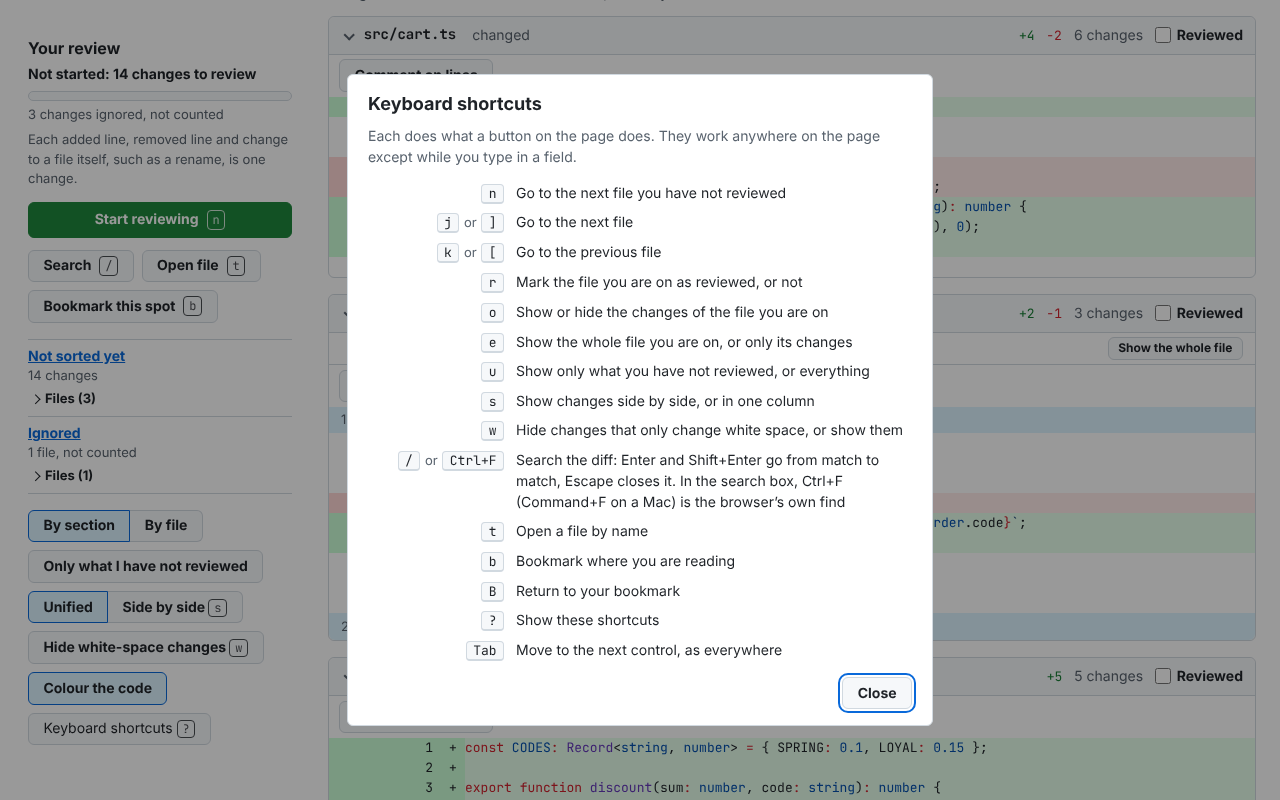 Your review
Not started: 14 changes to review
3 changes ignored, not counted
Each added line, removed line and change
to a file itself, such as a rename, is one
change.
Start reviewing n
Search / Open file t
Bookmark this spot b
Not sorted yet
14 changes
Files (3)
Ignored
1 file, not counted
Files (1)
By section By file
Only what I have not reviewed
Unified Side by side s
Hide white-space changes w
Colour the code
Keyboard shortcuts ?
src/cart.ts changed +4 -2 6 changes Reviewed
Keyboard shortcuts
Each does what a button on the page does. They work anywhere on the page
except while you type in a field.
n Go to the next file you have not reviewed
j or ] Go to the next file
k or [ Go to the previous file
r Mark the file you are on as reviewed, or not
o Show or hide the changes of the file you are on
e Show the whole file you are on, or only its changes
u Show only what you have not reviewed, or everything
s Show changes side by side, or in one column
w Hide changes that only change white space, or show them
/ or Ctrl+F Search the diff: Enter and Shift+Enter go from match to
match, Escape closes it. In the search box, Ctrl+F
(Command+F on a Mac) is the browser’s own find
t Open a file by name
b Bookmark where you are reading
B Return to your bookmark
? Show these shortcuts
Tab Move to the next control, as everywhere
Close
;
g): number {
), 0);
+2 -1 3 changes Reviewed
Show the whole file
1
rder.code}`;
2
+5 5 changes Reviewed
1 + const CODES: Record<string, number> = { SPRING: 0.1, LOYAL: 0.15 };
2 +
3 + export function discount(sum: number, code: string): number {